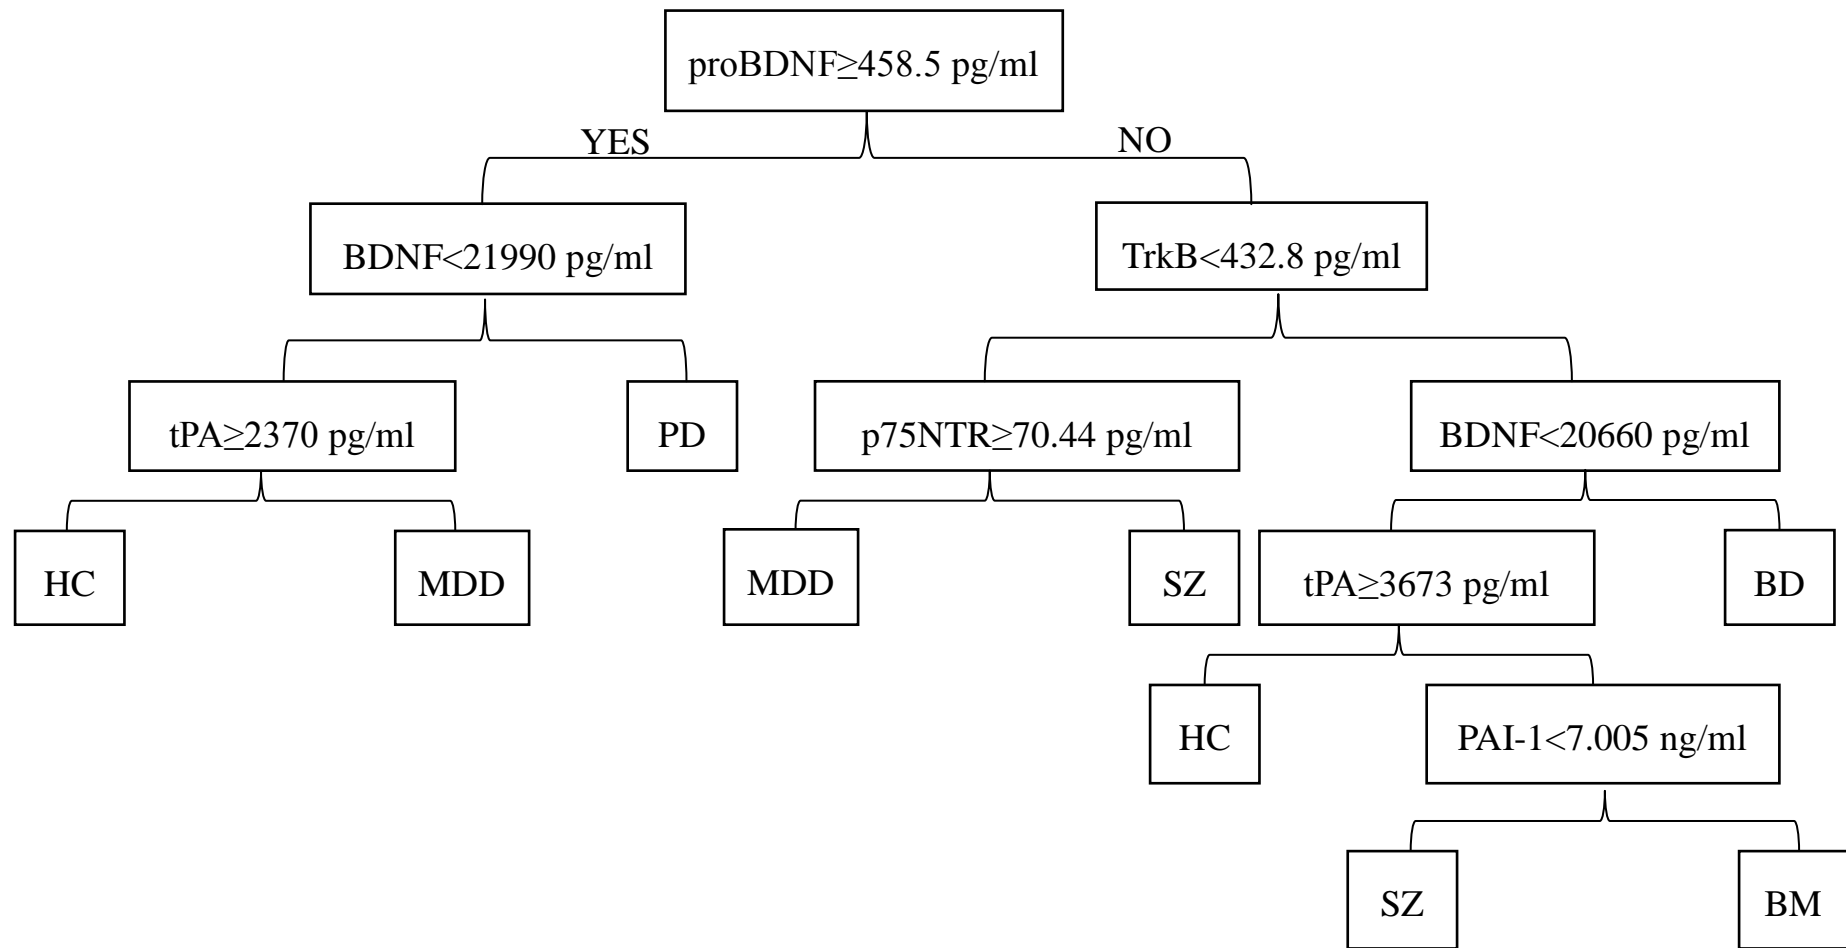 proBDNF≥458.5 pg/ml
YES
NO
BDNF<21990 pg/ml
TrkB<432.8 pg/ml
tPA≥2370 pg/ml
PD
p75NTR≥70.44 pg/ml
BDNF<20660 pg/ml
HC
MDD
MDD
SZ
tPA≥3673 pg/ml
BD
HC
PAI-1<7.005 ng/ml
SZ
BM